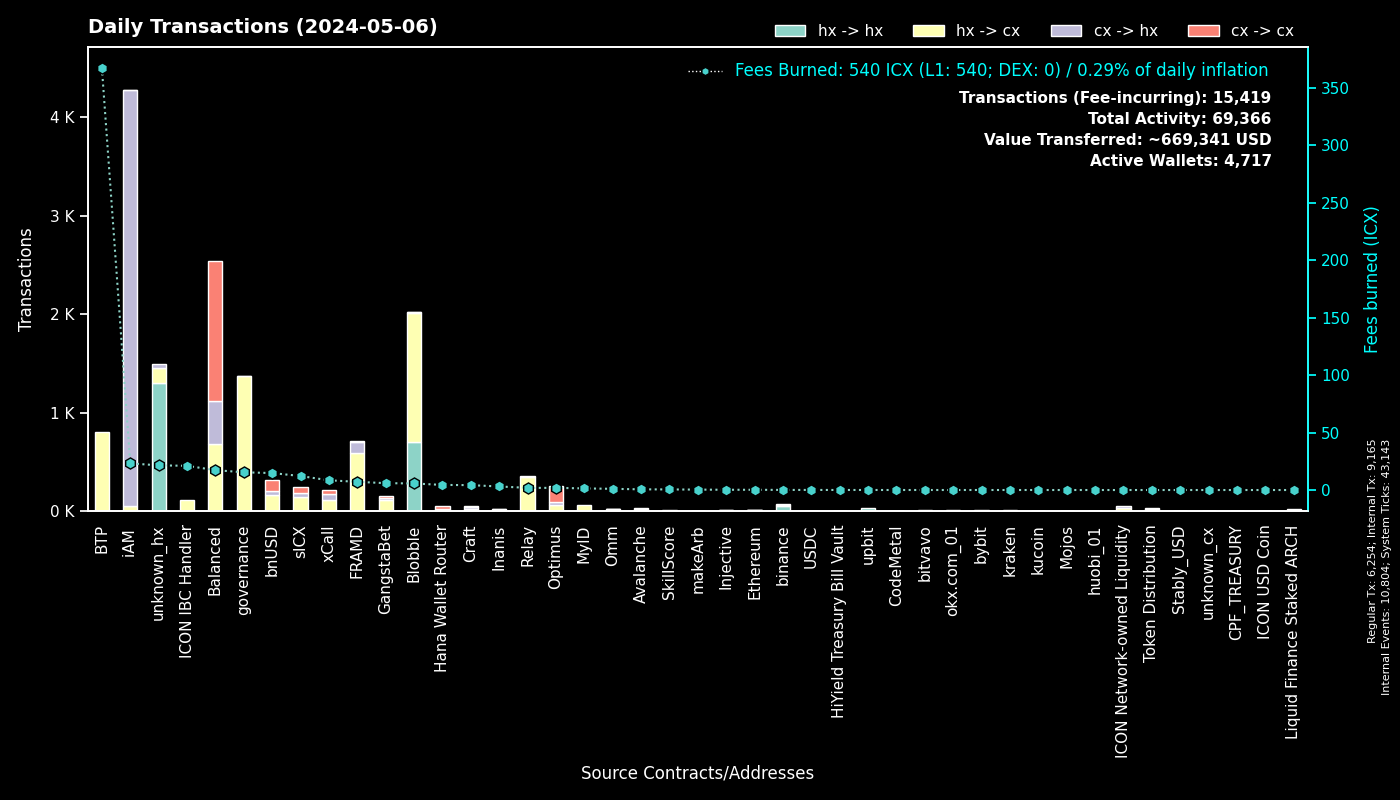 Daily Transactions (2024-05-06)
hx -> hx
hx -> cx
cx -> hx
cx -> cx
Fees Burned: 540 ICX (L1: 540; DEX: 0) / 0.29% of daily inflation
Transactions (Fee-incurring): 15,419
Total Activity: 69,366
Value Transferred: ~669,341 USD
Active Wallets: 4,717
Transactions
4 K
3 K
2 K
1 K
0 K
350
300
250
200
150
100
50
0
Fees burned (ICX)
BTP
IAM
unknown_hx
ICON IBC Handler
Balanced
governance
bnUSD
sICX
xCall
FRAMD
GangstaBet
Blobble
Hana Wallet Router
Craft
Inanis
Relay
Optimus
MyID
Omm
Avalanche
SkillScore
makeArb
Injective
Ethereum
binance
USDC
HiYield Treasury Bill Vault
upbit
CodeMetal
bitvavo
okx.com_01
bybit
kraken
kucoin
Mojos
huobi_01
ICON Network-owned Liquidity
Token Distribution
Stably_USD
unknown_cx
CPF_TREASURY
ICON USD Coin
Liquid Finance Staked ARCH
Source Contracts/Addresses
Regular Tx: 6,254; Internal Tx: 9,165
Internal Events: 10,804; System Ticks: 43,143